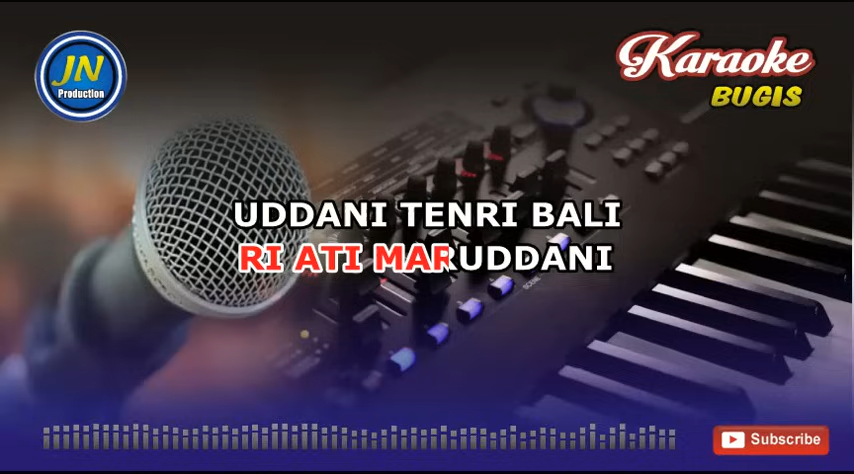 JN
Production
Karaoke
BUGIS
UDDANI TENRI BALI
RI ATI MARUDDANI
Subscribe